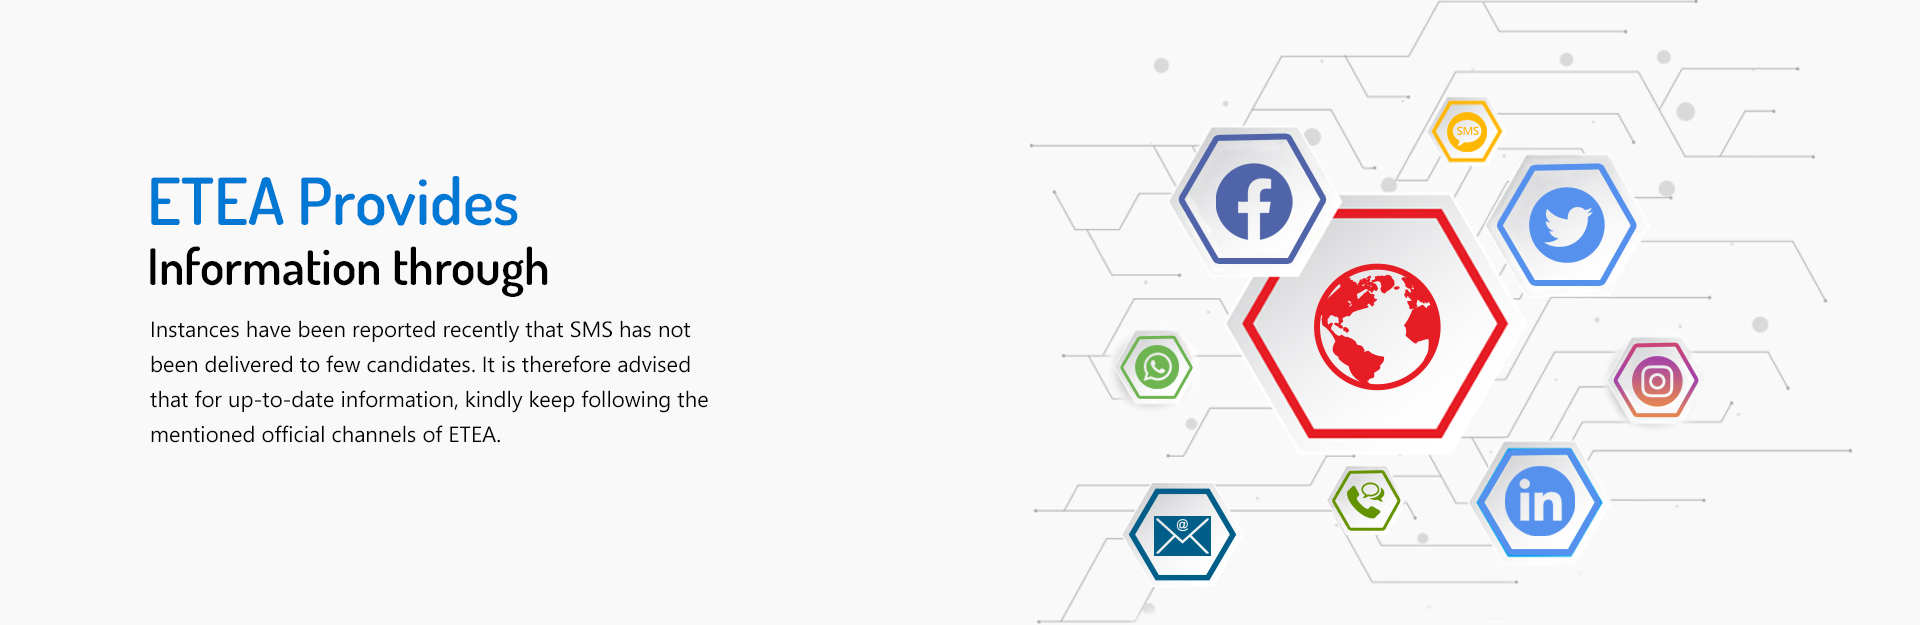 ETEA Provides
Information through
Instances have been reported recently that SMS has not
been delivered to few candidates. It is therefore advised
that for up-to-date information, kindly keep following the
mentioned official channels of ETEA.
SMS
f
in
@